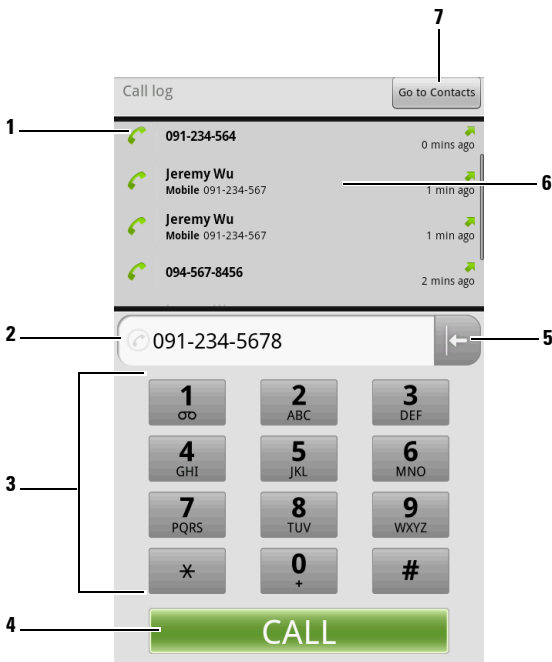 7
Call log
Go to Contacts
1
091-234-564
0 mins ago
Jeremy Wu
Mobile 091-234-567
1 min ago
6
Jeremy Wu
Mobile 091-234-567
1 min ago
094-567-8456
2 mins ago
2
091-234-5678
5
3
1
2
ABC
3
DEF
4
GHI
5
JKL
6
MNO
7
PQRS
8
TUV
9
WXYZ
*
0
+
#
4
CALL